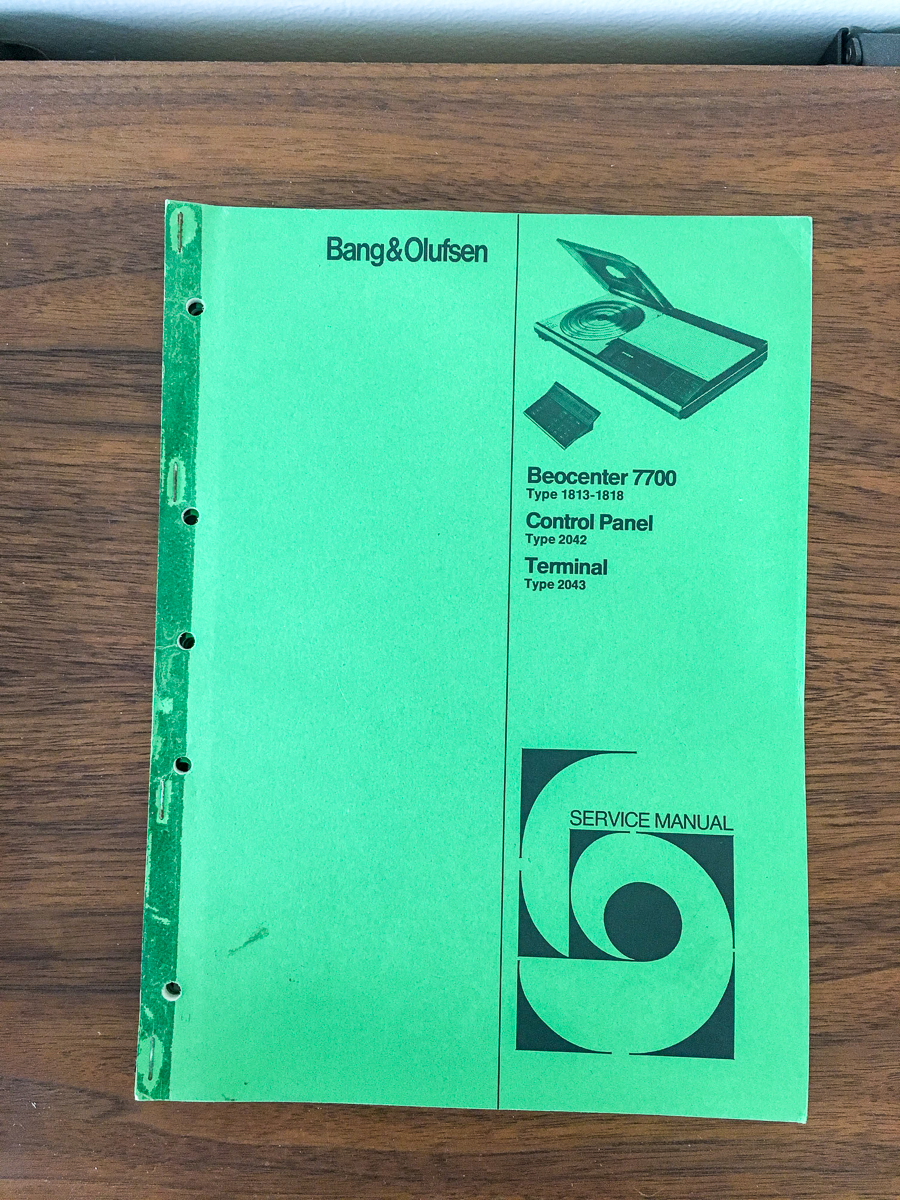 Bang&Olufsen
Beocenter 7700
Type 1813-1818
Control Panel
Type 2042
Terminal
Type 2043
SERVICE MANUAL